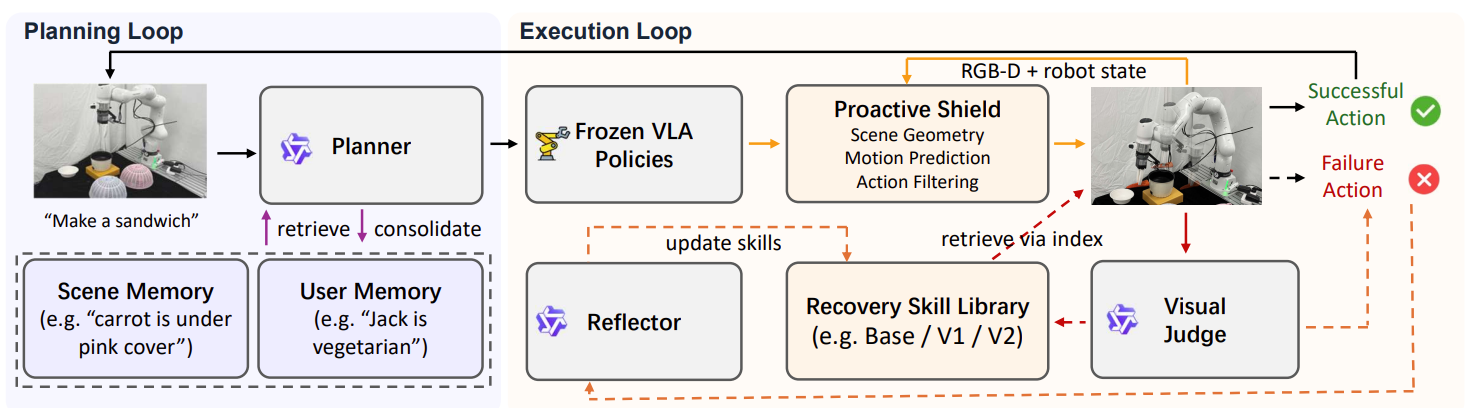 Planning Loop
Execution Loop
RGB-D + robot state
Successful
Action
Failure
Action
Planner
Frozen VLA
Policies
Proactive Shield
Scene Geometry
Motion Prediction
Action Filtering
“Make a sandwich”
retrieve
consolidate
update skills
retrieve via index
Scene Memory
(e.g. “carrot is under
pink cover”)
User Memory
(e.g. “Jack is
vegetarian”)
Reflector
Recovery Skill Library
(e.g. Base / V1 / V2)
Visual
Judge